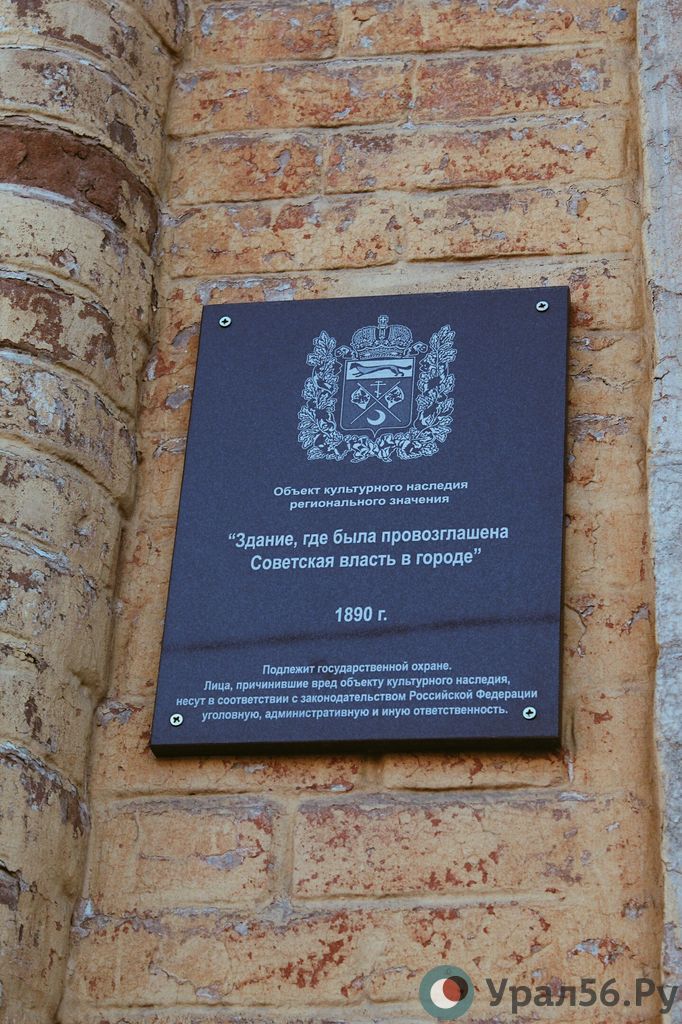 Объект культурного наследия
регионального значения
“Здание, где была провозглашена
Советская власть в городе”
1890 г.
Подлежит государственной охране.
Лица, причинившие вред объекту культурного наследия,
несут в соответствии с законодательством Российской Федерации
уголовную, административную и иную ответственность.
Урал56.Ру